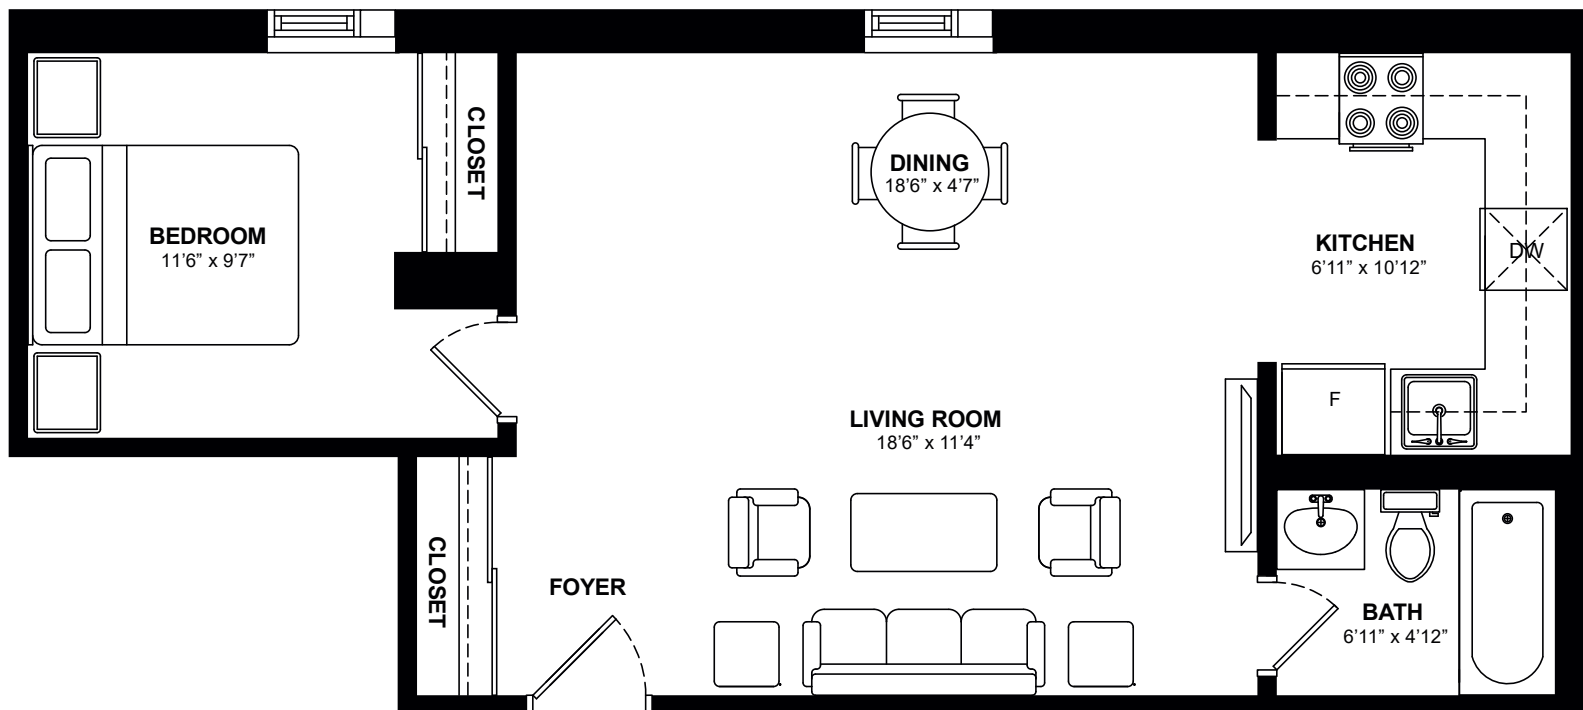 CLOSET
DINING
18’6” x 4’7”
BEDROOM
11’6” x 9’7”
KITCHEN
6’11” x 10’12”
DW
F
LIVING ROOM
18’6” x 11’4”
CLOSET
FOYER
BATH
6’11” x 4’12”